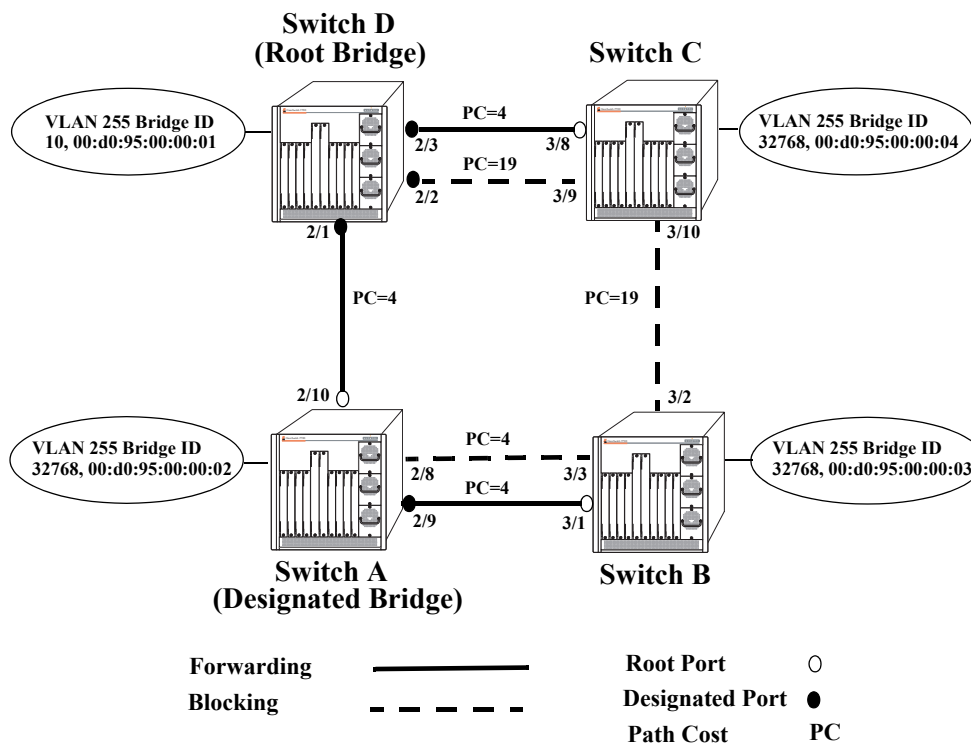 Switch D
(Root Bridge)
Switch C
VLAN 255 Bridge ID
10, 00:d0:95:00:00:01
PC=4
2/3
3/8
PC=19
2/2
3/9
VLAN 255 Bridge ID
32768, 00:d0:95:00:00:04
2/1
3/10
PC=4
PC=19
2/10
3/2
VLAN 255 Bridge ID
32768, 00:d0:95:00:00:02
PC=4
2/8
3/3
PC=4
2/9
3/1
VLAN 255 Bridge ID
32768, 00:d0:95:00:00:03
Switch A
(Designated Bridge)
Switch B
Forwarding
Root Port
Blocking
Designated Port
Path Cost
PC